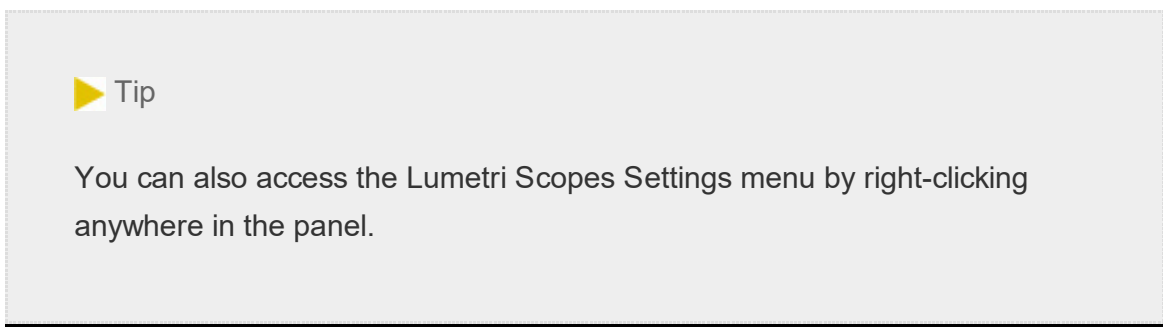 Tip
You can also access the Lumetri Scopes Settings menu by right-clicking
anywhere in the panel.